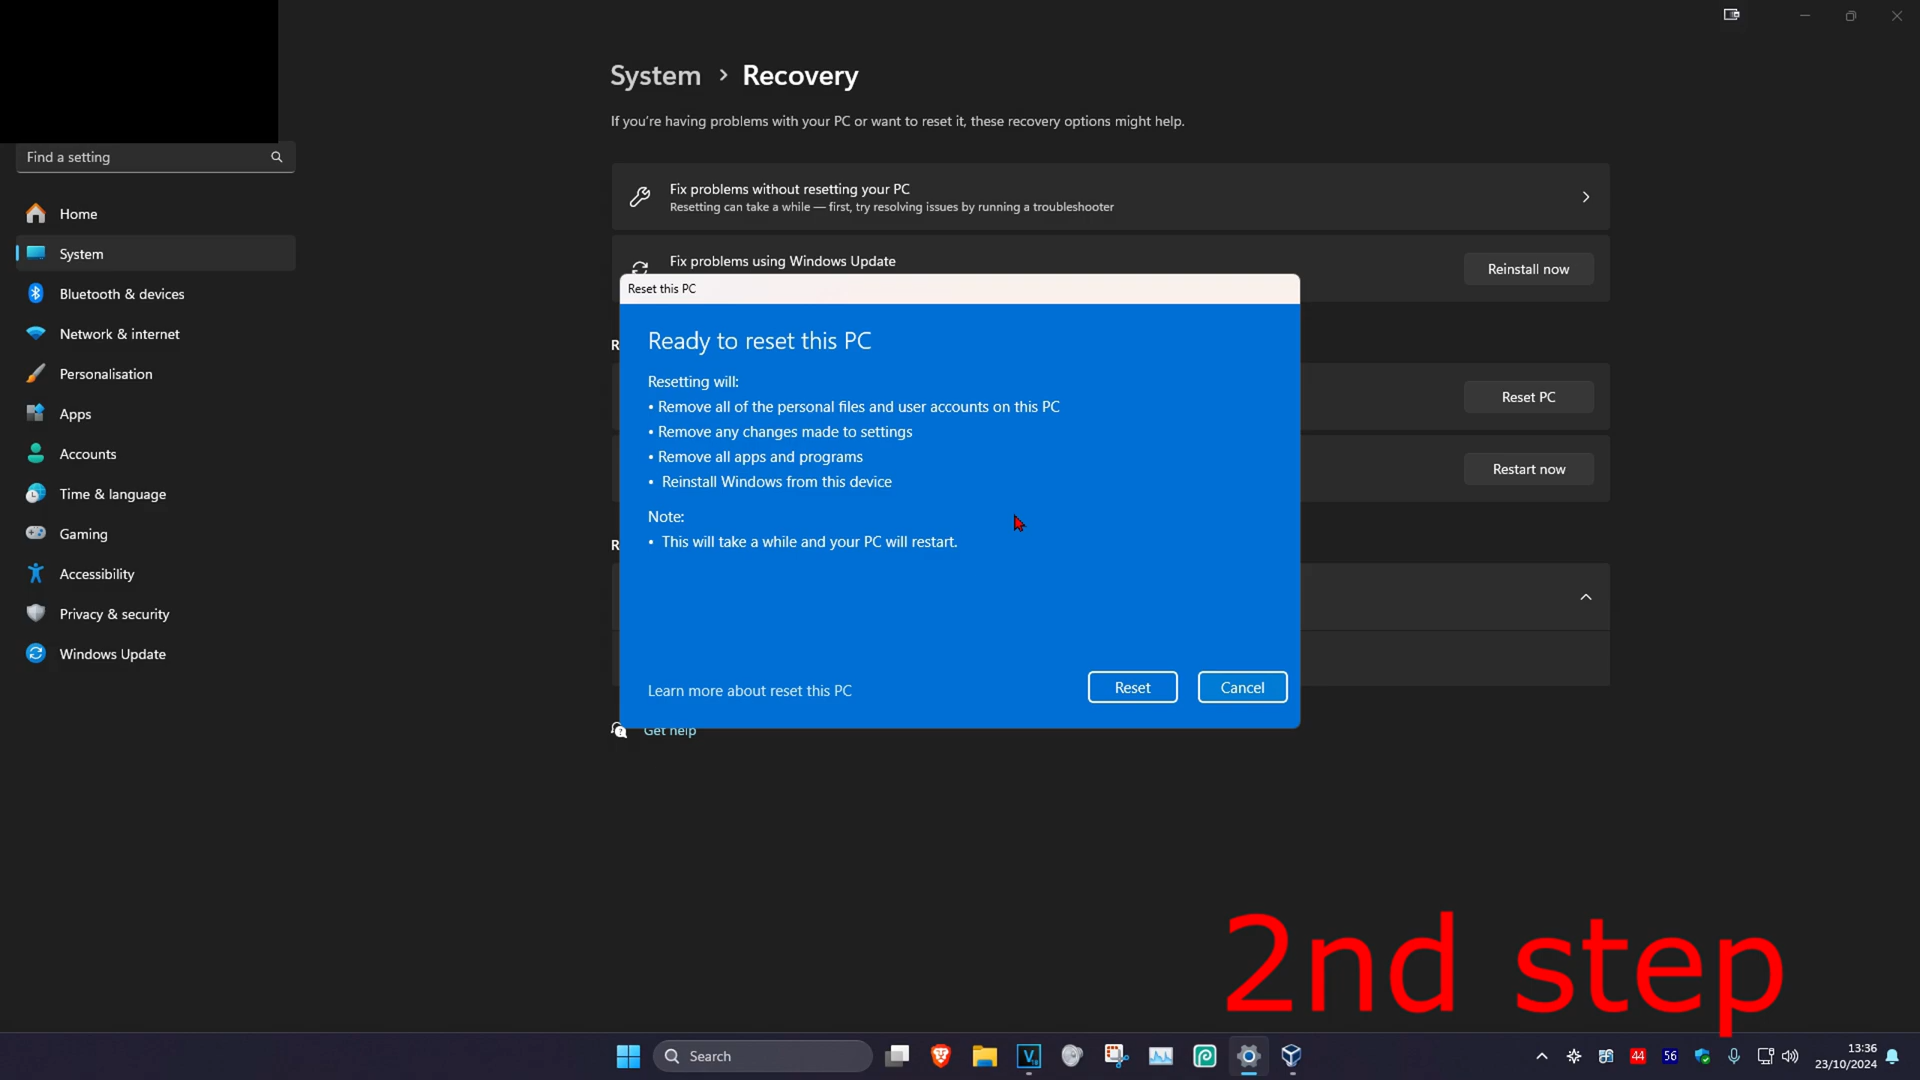 System > Recovery
If you're having problems with your PC or want to reset it, these recovery options might help.
Find a setting
Home
System
Bluetooth & devices
Network & internet
Personalisation
Apps
Accounts
Time & language
Gaming
Accessibility
Privacy & security
Windows Update
Fix problems without resetting your PC
Resetting can take a while — first, try resolving issues by running a troubleshooter
Fix problems using Windows Update
Reinstall now
R
Reset PC
Restart now
R
Reset this PC
Ready to reset this PC
Resetting will:
• Remove all of the personal files and user accounts on this PC
• Remove any changes made to settings
• Remove all apps and programs
• Reinstall Windows from this device
Note:
• This will take a while and your PC will restart.
Learn more about reset this PC
Reset
Cancel
Get help
2nd step
Search
44
56
13:36
23/10/2024